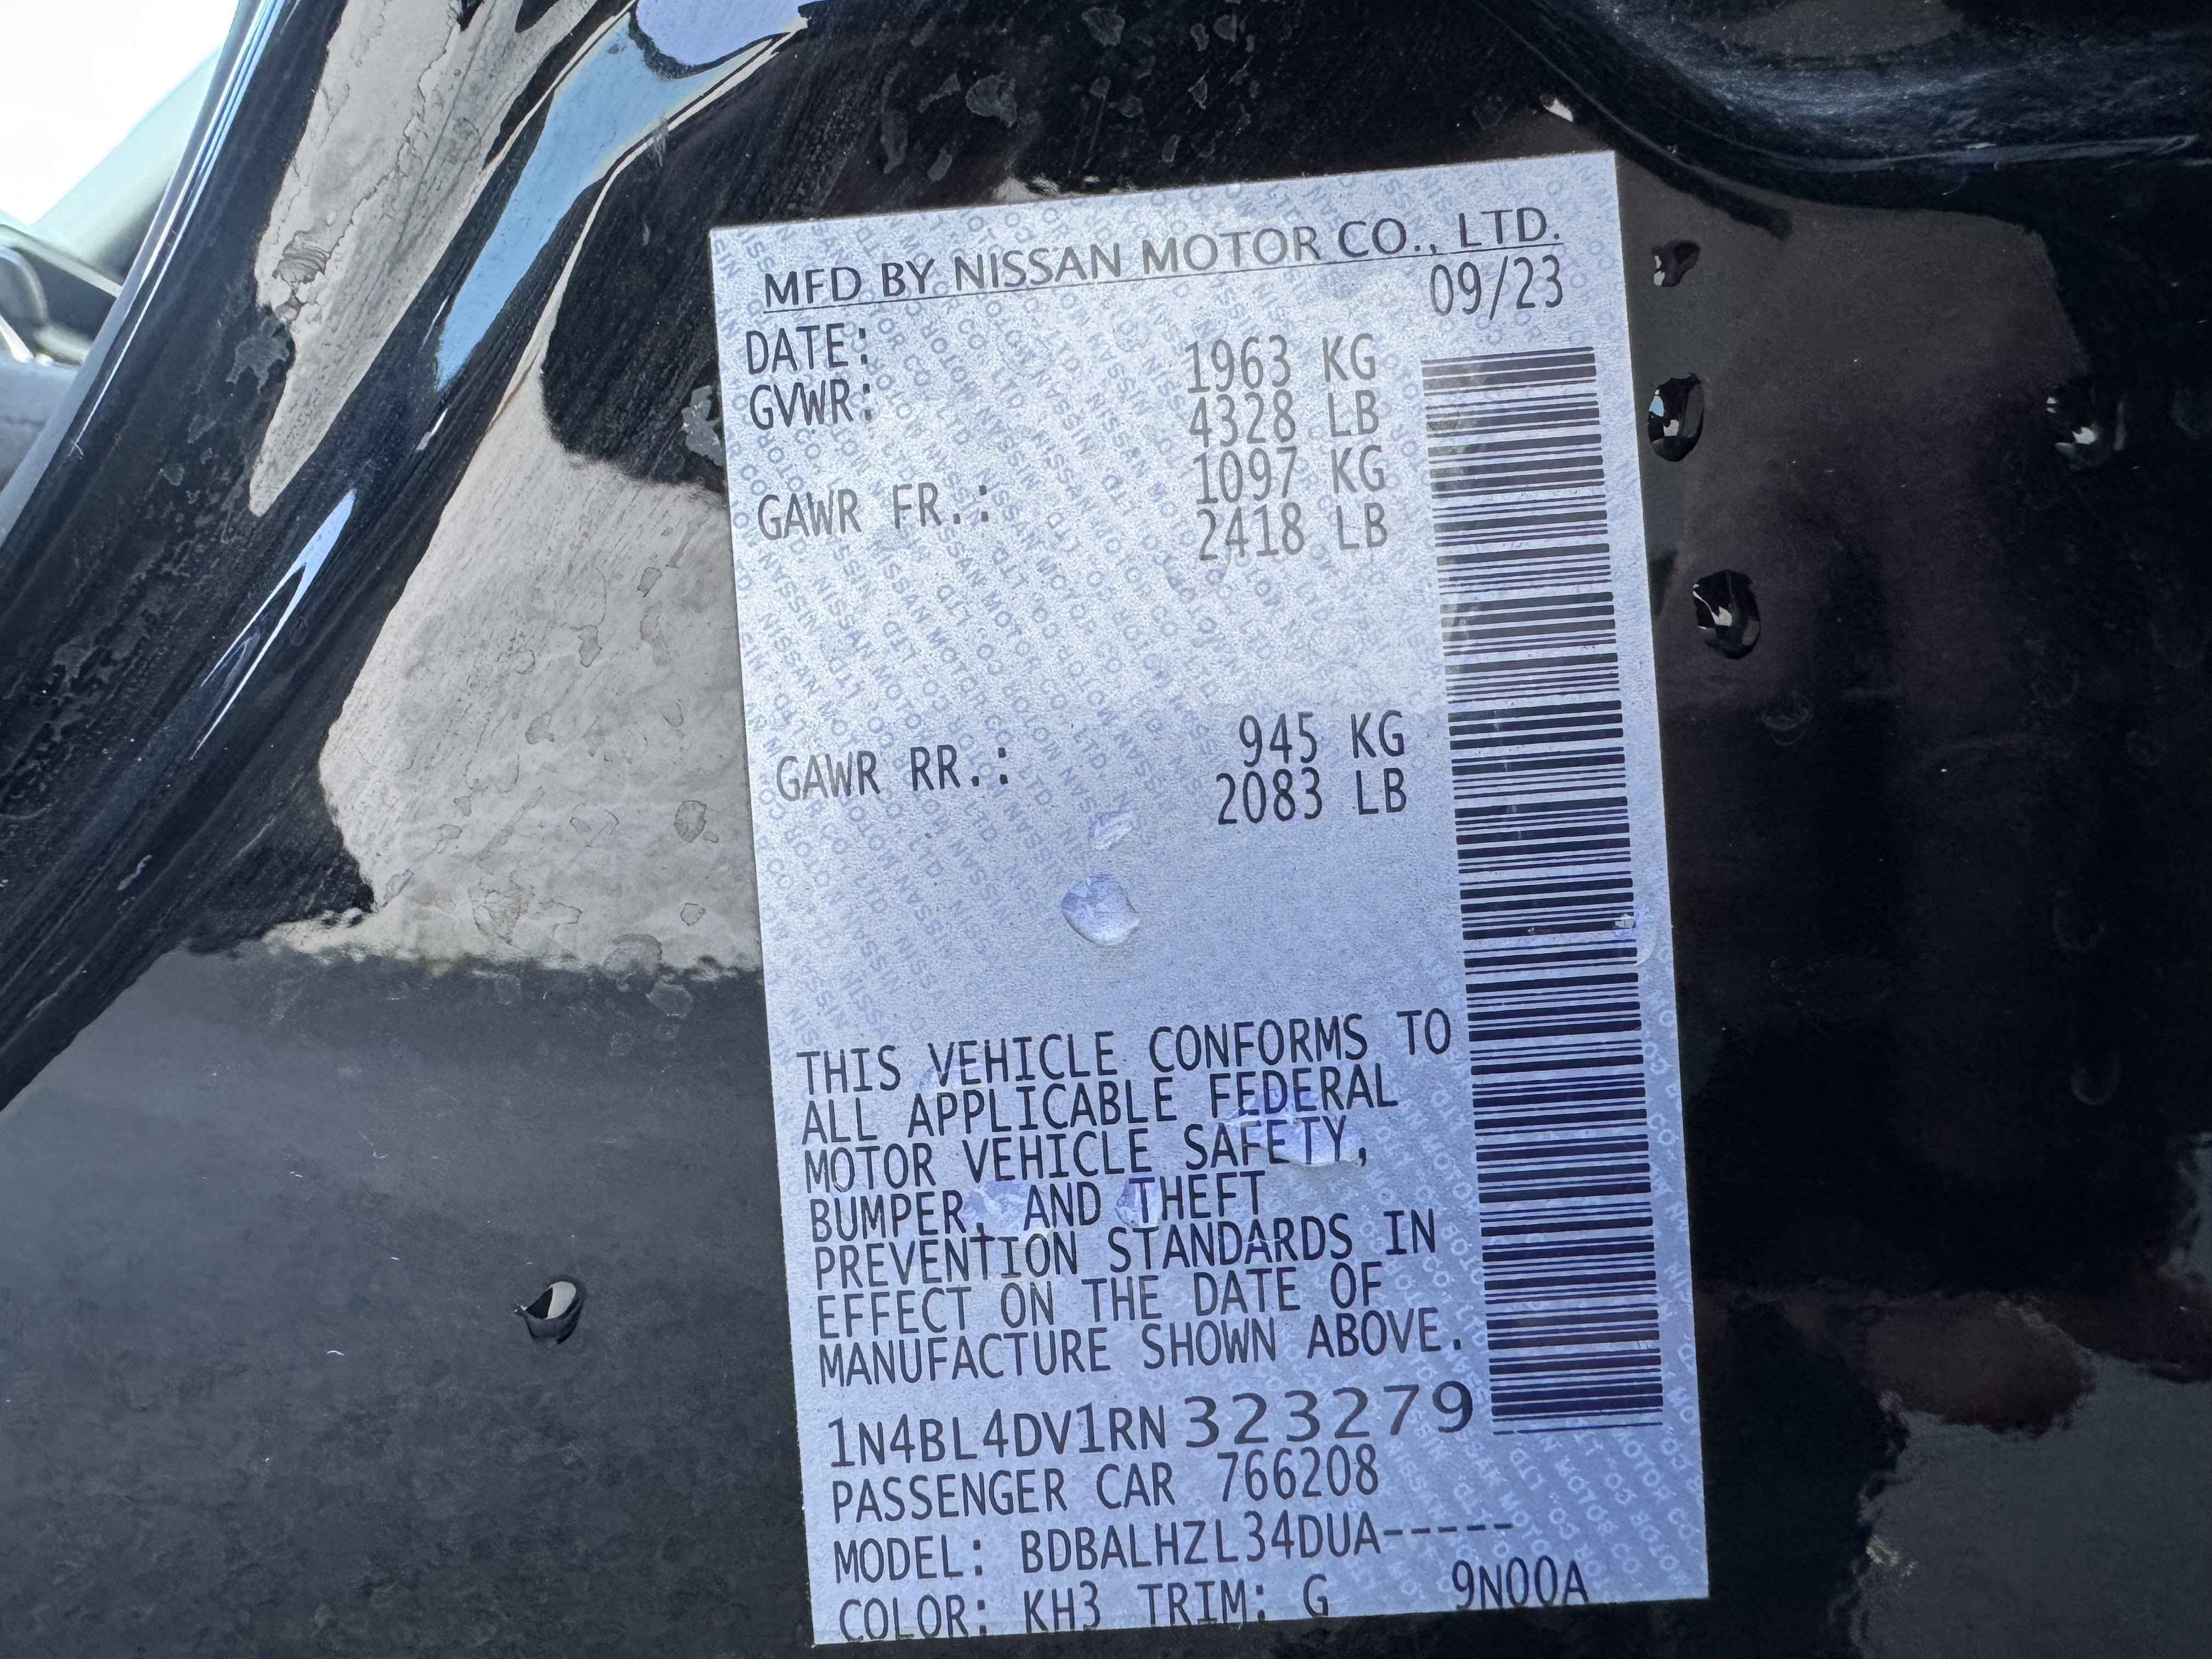 MFD BY NISSAN MOTOR CO., LTD.
DATE: 09/23
GVWR: 1963 KG
4328 LB
GAWR FR.: 1097 KG
2418 LB
GAWR RR.: 945 KG
2083 LB
THIS VEHICLE CONFORMS TO
ALL APPLICABLE FEDERAL
MOTOR VEHICLE SAFETY,
BUMPER, AND THEFT
PREVENTION STANDARDS IN
EFFECT ON THE DATE OF
MANUFACTURE SHOWN ABOVE.
1N4BL4DV1RN323279
PASSENGER CAR 766208
MODEL: BDBALHZL34DUA-----
COLOR: KH3 TRIM: G 9N00A